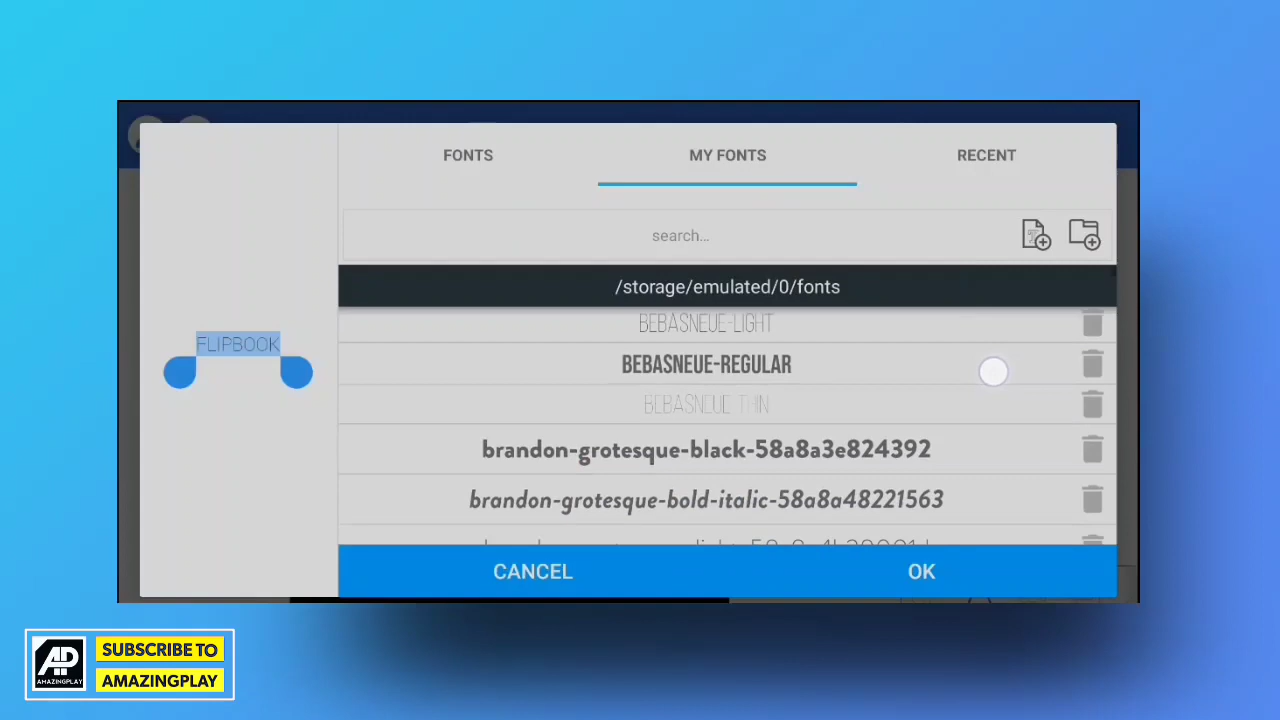 FONTS
MY FONTS
RECENT
search...
/storage/emulated/0/fonts
BEBASNEUE-LIGHT
BEBASNEUE-REGULAR
BEBASNEUE THIN
brandon-grotesque-black-58a8a3e824392
brandon-grotesque-bold-italic-58a8a48221563
FLIPBOOK
CANCEL
OK
AP
AMAZINGPLAY
SUBSCRIBE TO
AMAZINGPLAY